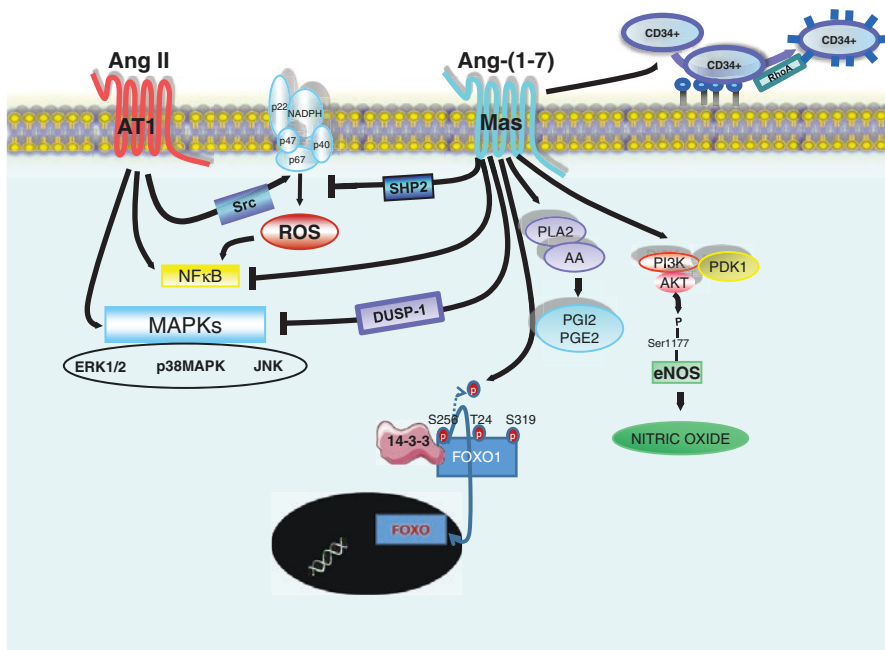 CD34+
CD34+
CD34+
RhoA
Ang II
Ang-(1-7)
p22
NADPH
AT1
Mas
p47
p40
p67
Src
SHP2
ROS
PLA2
AA
NFκB
PI3K
PDK1
AKT
MAPKs
DUSP-1
PGI2
PGE2
P
Ser1177
ERK1/2
p38MAPK
JNK
eNOS
p
S256
T24
S319
p
p
p
14-3-3
FOXO1
NITRIC OXIDE
FOXO